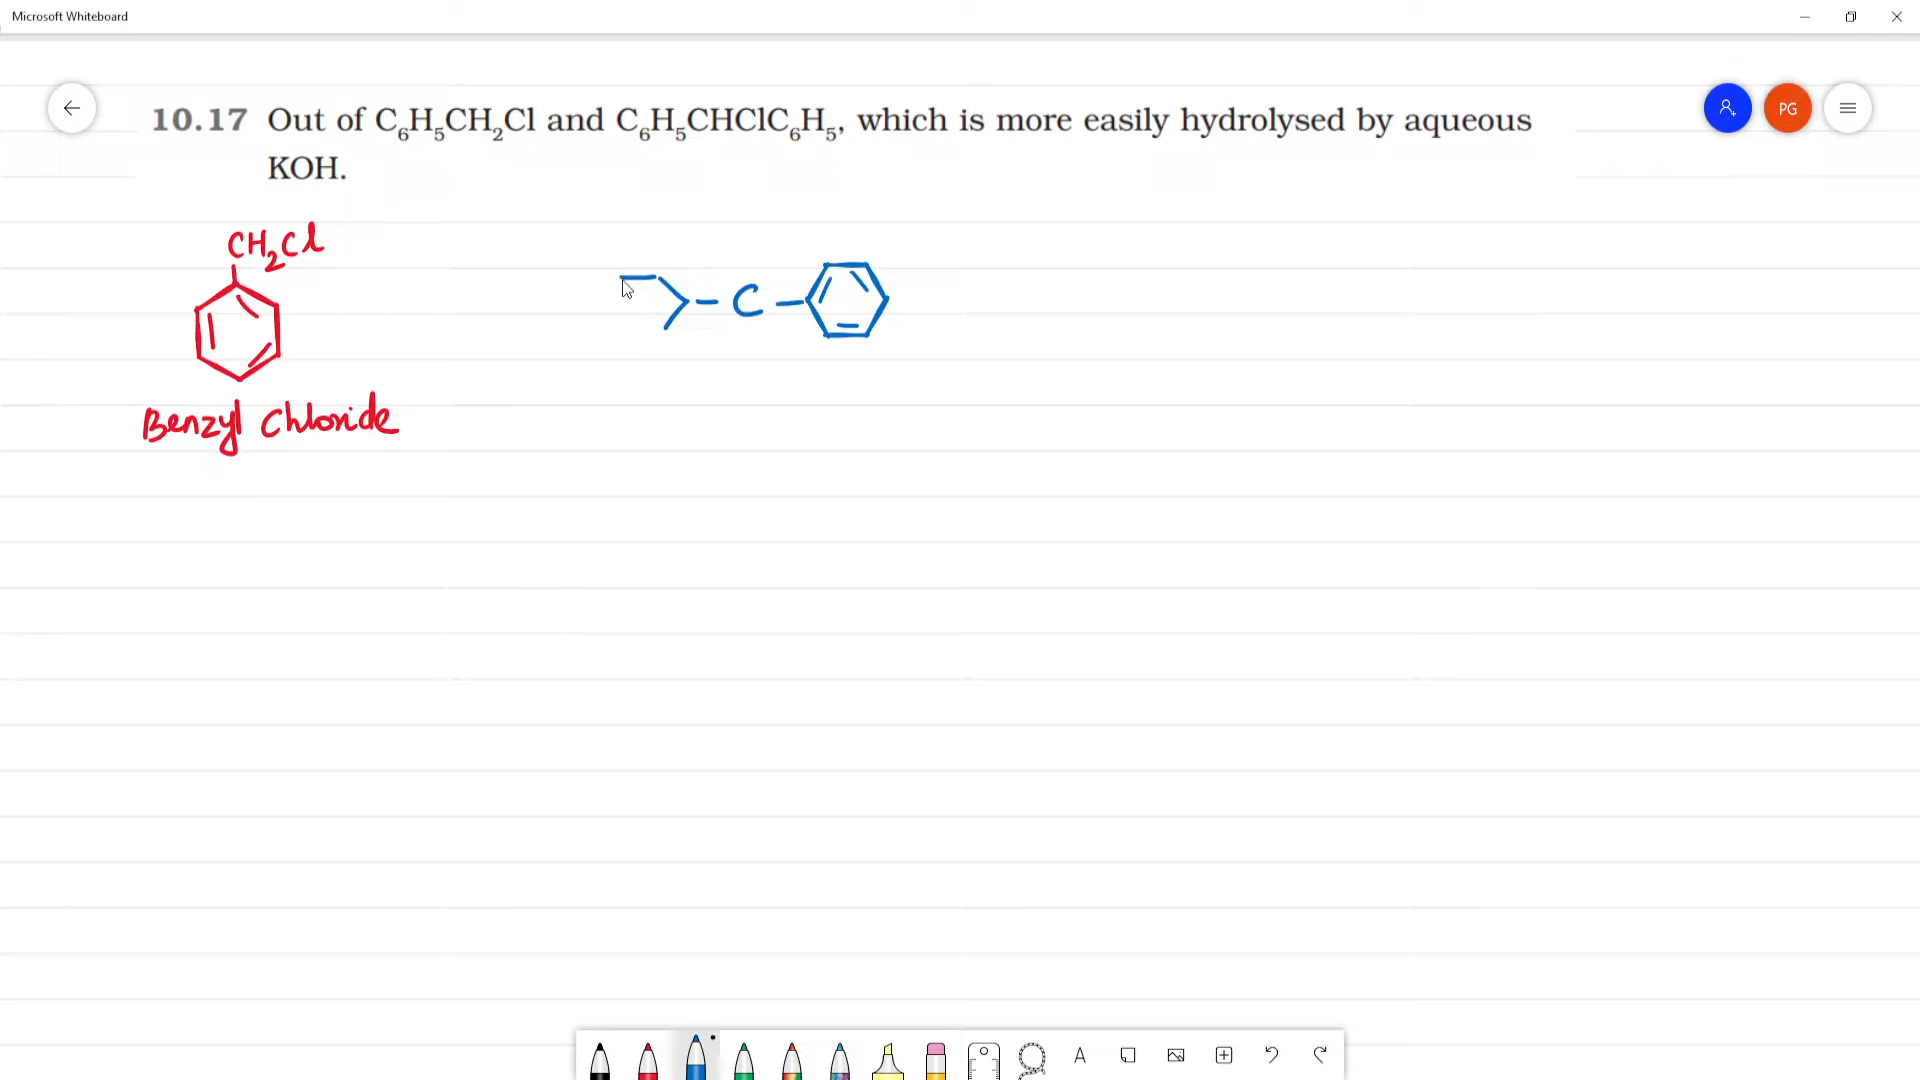 Microsoft Whiteboard
10.17 Out of C₆H₅CH₂Cl and C₆H₅CHClC₆H₅, which is more easily hydrolysed by aqueous
KOH.
PG
CH₂Cl
C
Benzyl Chloride
A